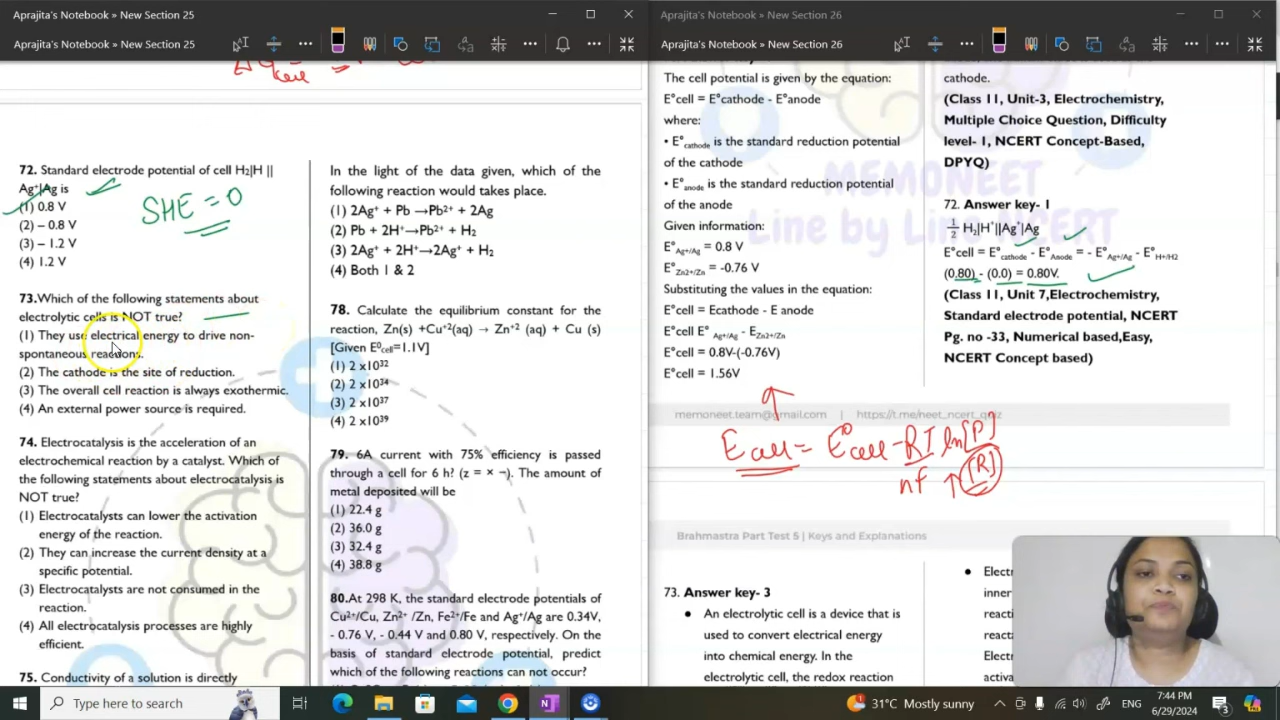 Aprajita's Notebook » New Section 25
Aprajita's Notebook » New Section 26
Aprajita's Notebook » New Section 25
Aprajita's Notebook » New Section 26
72. Standard electrode potential of cell H2|H ||
Ag⁺|Ag is
(1) 0.8 V
(2) – 0.8 V
(3) – 1.2 V
(4) 1.2 V
SHE = 0
73.Which of the following statements about
electrolytic cells is NOT true?
(1) They use electrical energy to drive non-
spontaneous reactions.
(2) The cathode is the site of reduction.
(3) The overall cell reaction is always exothermic.
(4) An external power source is required.
74. Electrocatalysis is the acceleration of an
electrochemical reaction by a catalyst. Which of
the following statements about electrocatalysis is
NOT true?
(1) Electrocatalysts can lower the activation
energy of the reaction.
(2) They can increase the current density at a
specific potential.
(3) Electrocatalysts are not consumed in the
reaction.
(4) All electrocatalysis processes are highly
efficient.
75. Conductivity of a solution is directly
In the light of the data given, which of the
following reaction would takes place.
(1) 2Ag⁺ + Pb →Pb²⁺ + 2Ag
(2) Pb + 2H⁺→Pb²⁺ + H₂
(3) 2Ag⁺ + 2H⁺→2Ag⁺ + H₂
(4) Both 1 & 2
78. Calculate the equilibrium constant for the
reaction, Zn(s) +Cu⁺²(aq) → Zn⁺² (aq) + Cu (s)
[Given E⁰cell=1.1V]
(1) 2 x10³²
(2) 2 x10³⁴
(3) 2 x10³⁷
(4) 2 x10³⁹
79. 6A current with 75% efficiency is passed
through a cell for 6 h? (z = × ¬). The amount of
metal deposited will be
(1) 22.4 g
(2) 36.0 g
(3) 32.4 g
(4) 38.8 g
80.At 298 K, the standard electrode potentials of
Cu²⁺/Cu, Zn²⁺ /Zn, Fe²⁺/Fe and Ag⁺/Ag are 0.34V,
- 0.76 V, - 0.44 V and 0.80 V, respectively. On the
basis of standard electrode potential, predict
which of the following reactions can not occur?
The cell potential is given by the equation:
E°cell = E°cathode - E°anode
where:
• E°cathode is the standard reduction potential
of the cathode
• E°anode is the standard reduction potential
of the anode
Given information:
E°Ag+/Ag = 0.8 V
E°Zn2+/Zn = -0.76 V
Substituting the values in the equation:
E°cell = Ecathode - E anode
E°cell E° Ag+/Ag - EZn2+/Zn
E°cell = 0.8V-(-0.76V)
E°cell = 1.56V
MEMONEET
Line by Line NCERT
memoneet.team@gmail.com | https://t.me/neet_ncert_quiz
Ecell = E°cell - RT ln [P]
nf [R]
Brahmastra Part Test 5 | Keys and Explanations
73. Answer key- 3
• An electrolytic cell is a device that is
used to convert electrical energy
into chemical energy. In the
electrolytic cell, the redox reaction
cathode.
(Class 11, Unit-3, Electrochemistry,
Multiple Choice Question, Difficulty
level- 1, NCERT Concept-Based,
DPYQ)
72. Answer key- 1
½ H₂|H⁺||Ag⁺|Ag
E°cell = E°cathode - E°Anode = - E°Ag+/Ag - E°H+/H2
(0.80) - (0.0) = 0.80V.
(Class 11, Unit 7,Electrochemistry,
Standard electrode potential, NCERT
Pg. no -33, Numerical based,Easy,
NCERT Concept based)
Type here to search
31°C Mostly sunny
ENG
7:44 PM
6/29/2024
3